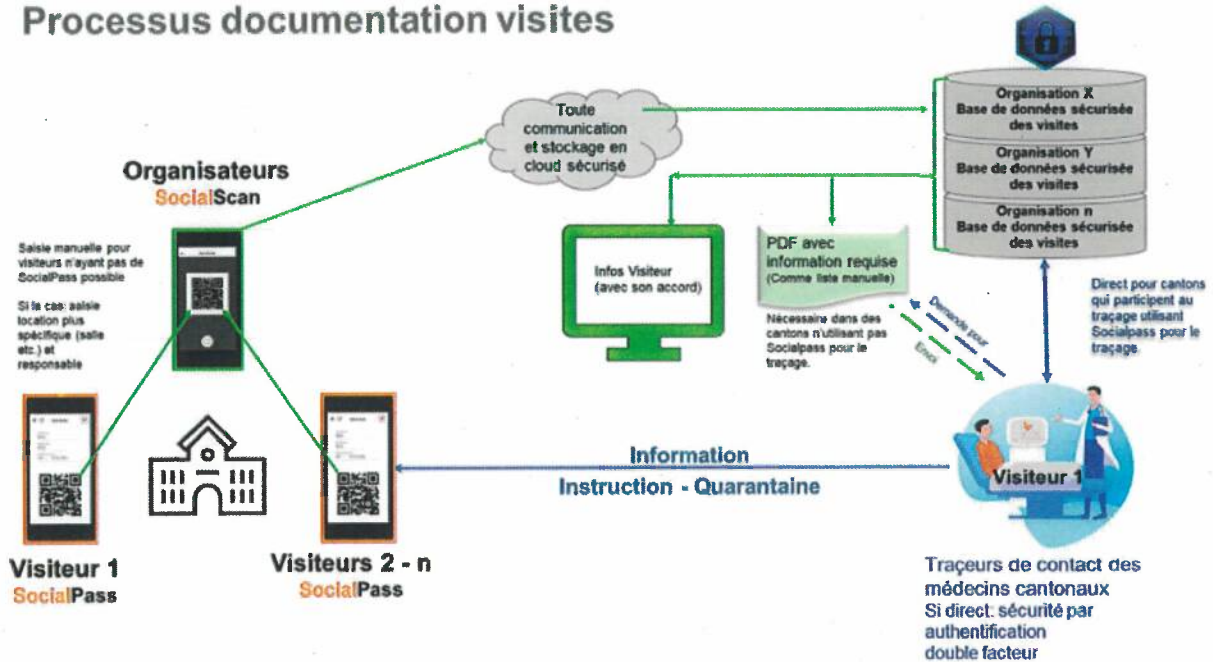 Processus documentation visites
Toute
communication
et stockage en
cloud sécurisé
Organisation X
Base de données sécurisée
des visites
Organisation Y
Base de données sécurisée
des visites
Organisation n
Base de données sécurisée
des visites
Organisateurs
SocialScan
Saisie manuelle pour
visiteurs n'ayant pas de
SocialPass possible
Si le cas: saisie
location plus
spécifique (salle
etc.) et
responsable
Infos Visiteur
(avec son accord)
PDF avec
information requise
(Comme liste manuelle)
Nécessaire dans des
cantons n'utilisant pas
Socialpass pour le
traçage.
Demande pour
Envoi
Direct pour cantons
qui participent au
traçage utilisant
Socialpass pour le
traçage.
Information
Instruction - Quarantaine
Visiteur 1
Visiteur 1
SocialPass
Visiteurs 2 - n
SocialPass
Traçeurs de contact des
médecins cantonaux
Si direct: sécurité par
authentification
double facteur